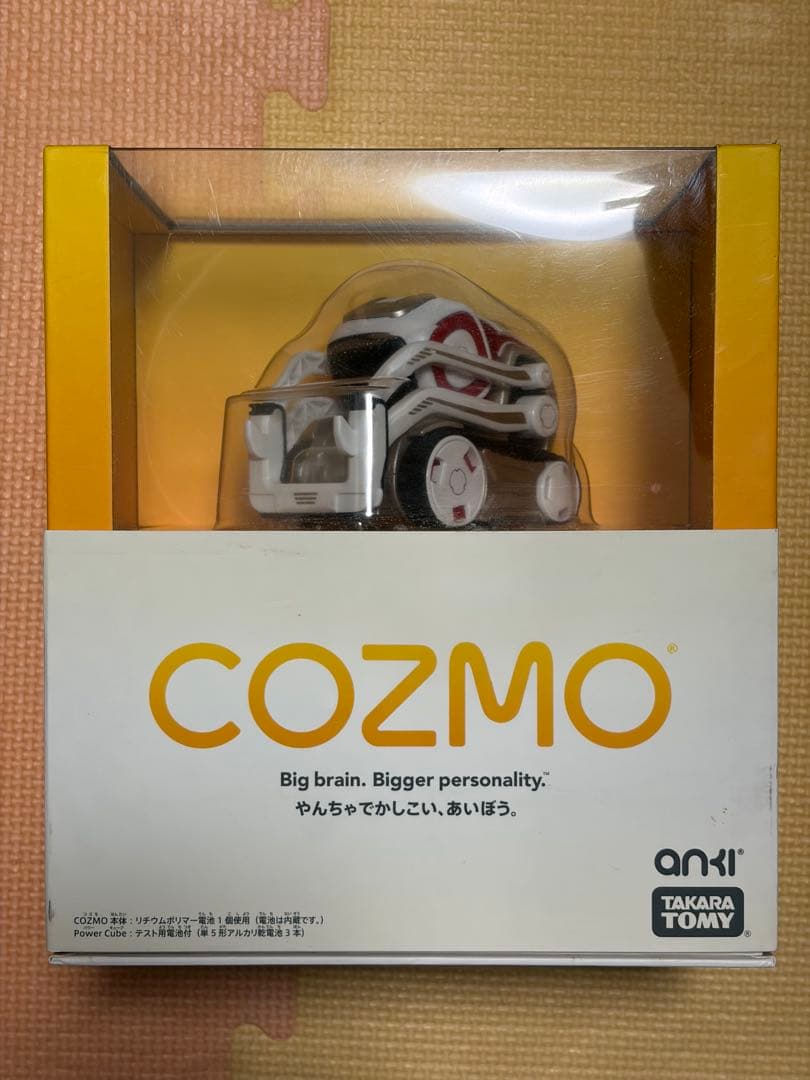 COZMO®
Big brain. Bigger personality.™
やんちゃでかしこい、あいぼう。
anki®
TAKARA
TOMY®
COZMO 本体：リチウムポリマー電池1個使用（電池は内蔵です。）
Power Cube：テスト用電池付（単5形アルカリ乾電池3本）